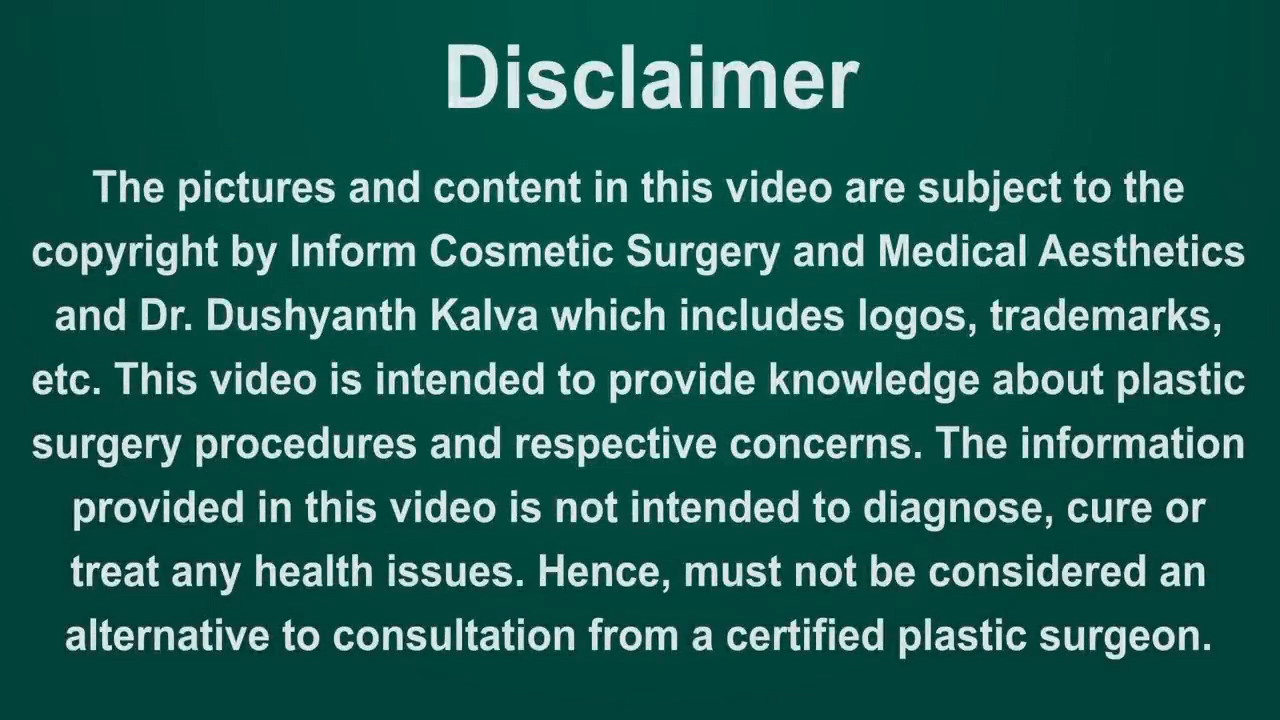 Disclaimer
The pictures and content in this video are subject to the
copyright by Inform Cosmetic Surgery and Medical Aesthetics
and Dr. Dushyanth Kalva which includes logos, trademarks,
etc. This video is intended to provide knowledge about plastic
surgery procedures and respective concerns. The information
provided in this video is not intended to diagnose, cure or
treat any health issues. Hence, must not be considered an
alternative to consultation from a certified plastic surgeon.